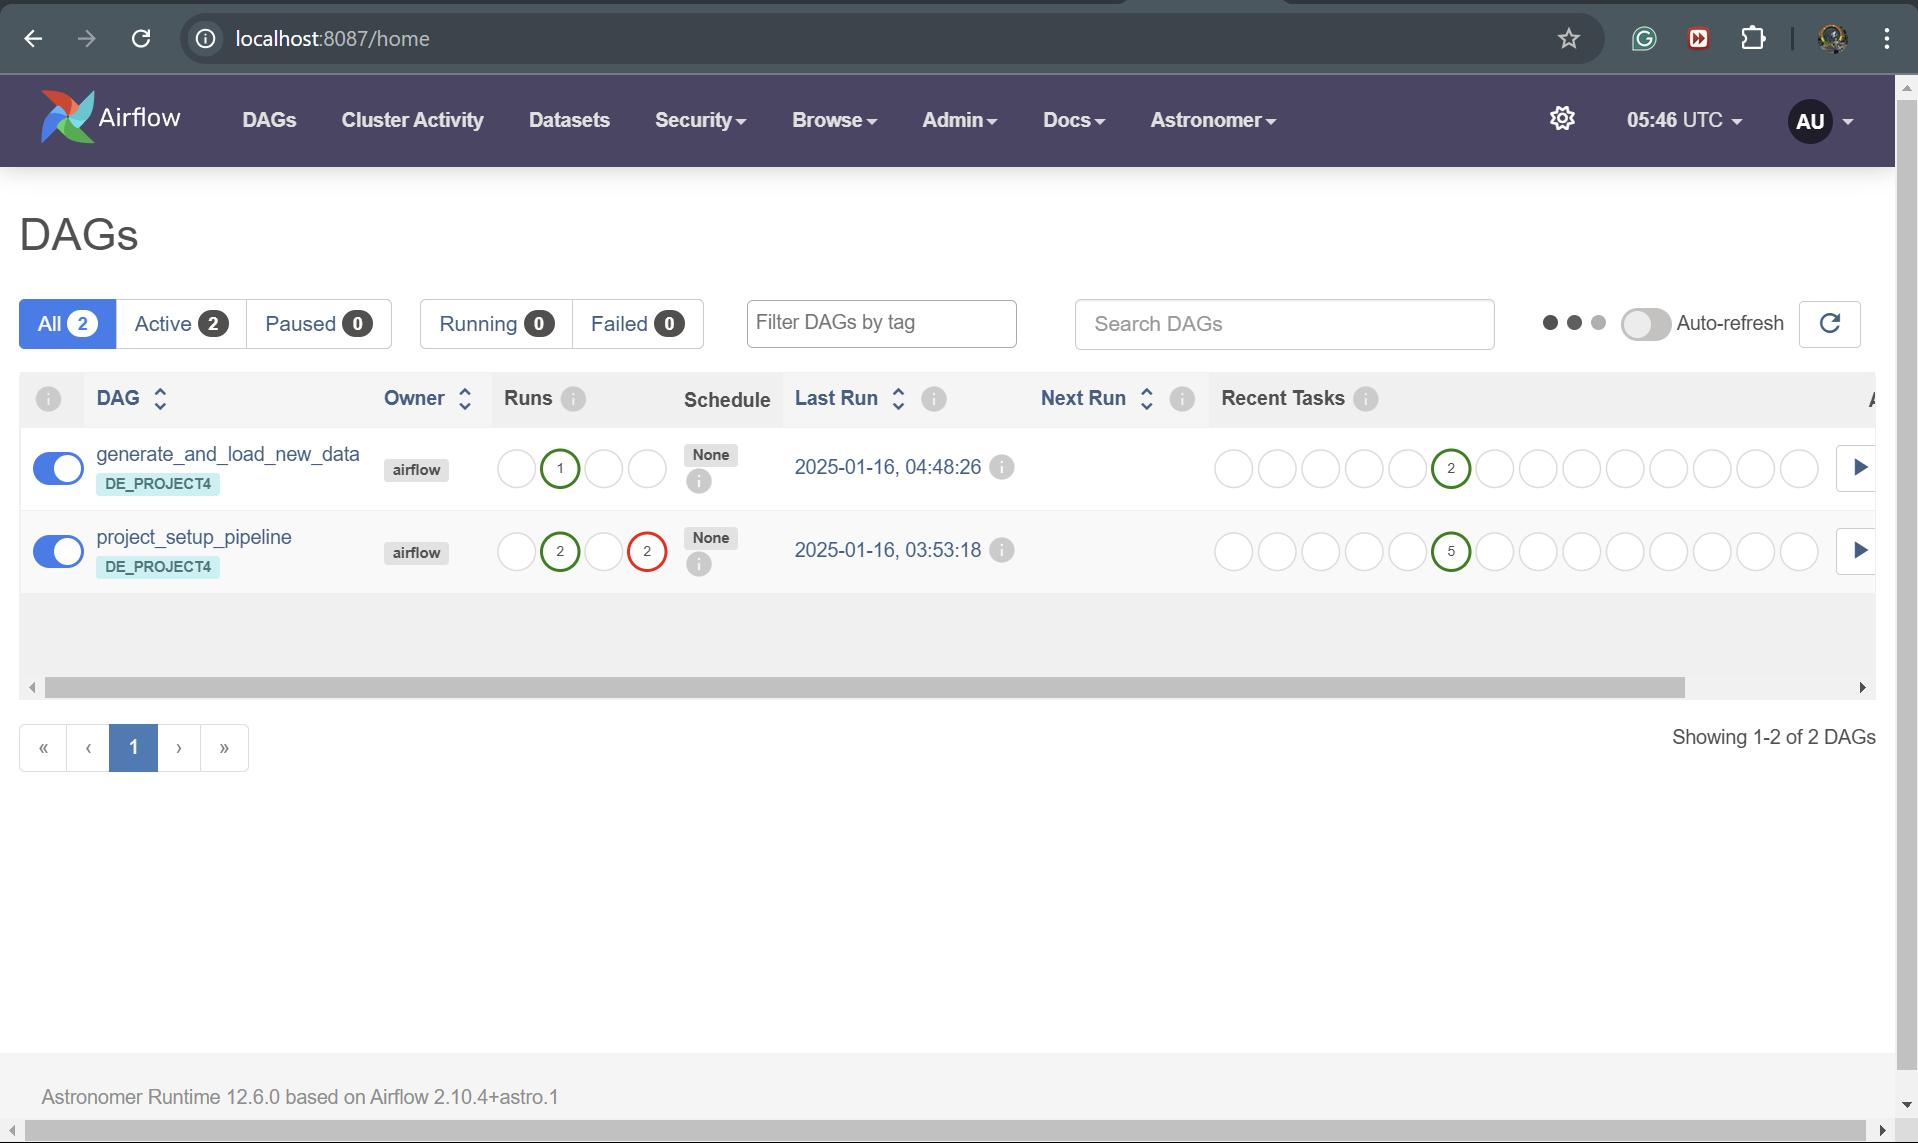 localhost:8087/home
Airflow DAGs Cluster Activity Datasets Security Browse Admin Docs Astronomer 05:46 UTC AU
DAGs
All 2 Active 2 Paused 0 Running 0 Failed 0 Filter DAGs by tag Search DAGs Auto-refresh
DAG Owner Runs Schedule Last Run Next Run Recent Tasks
generate_and_load_new_data airflow 1 None 2025-01-16, 04:48:26 2
DE_PROJECT4
project_setup_pipeline airflow 2 2 None 2025-01-16, 03:53:18 5
DE_PROJECT4
« ‹ 1 › » Showing 1-2 of 2 DAGs
Astronomer Runtime 12.6.0 based on Airflow 2.10.4+astro.1